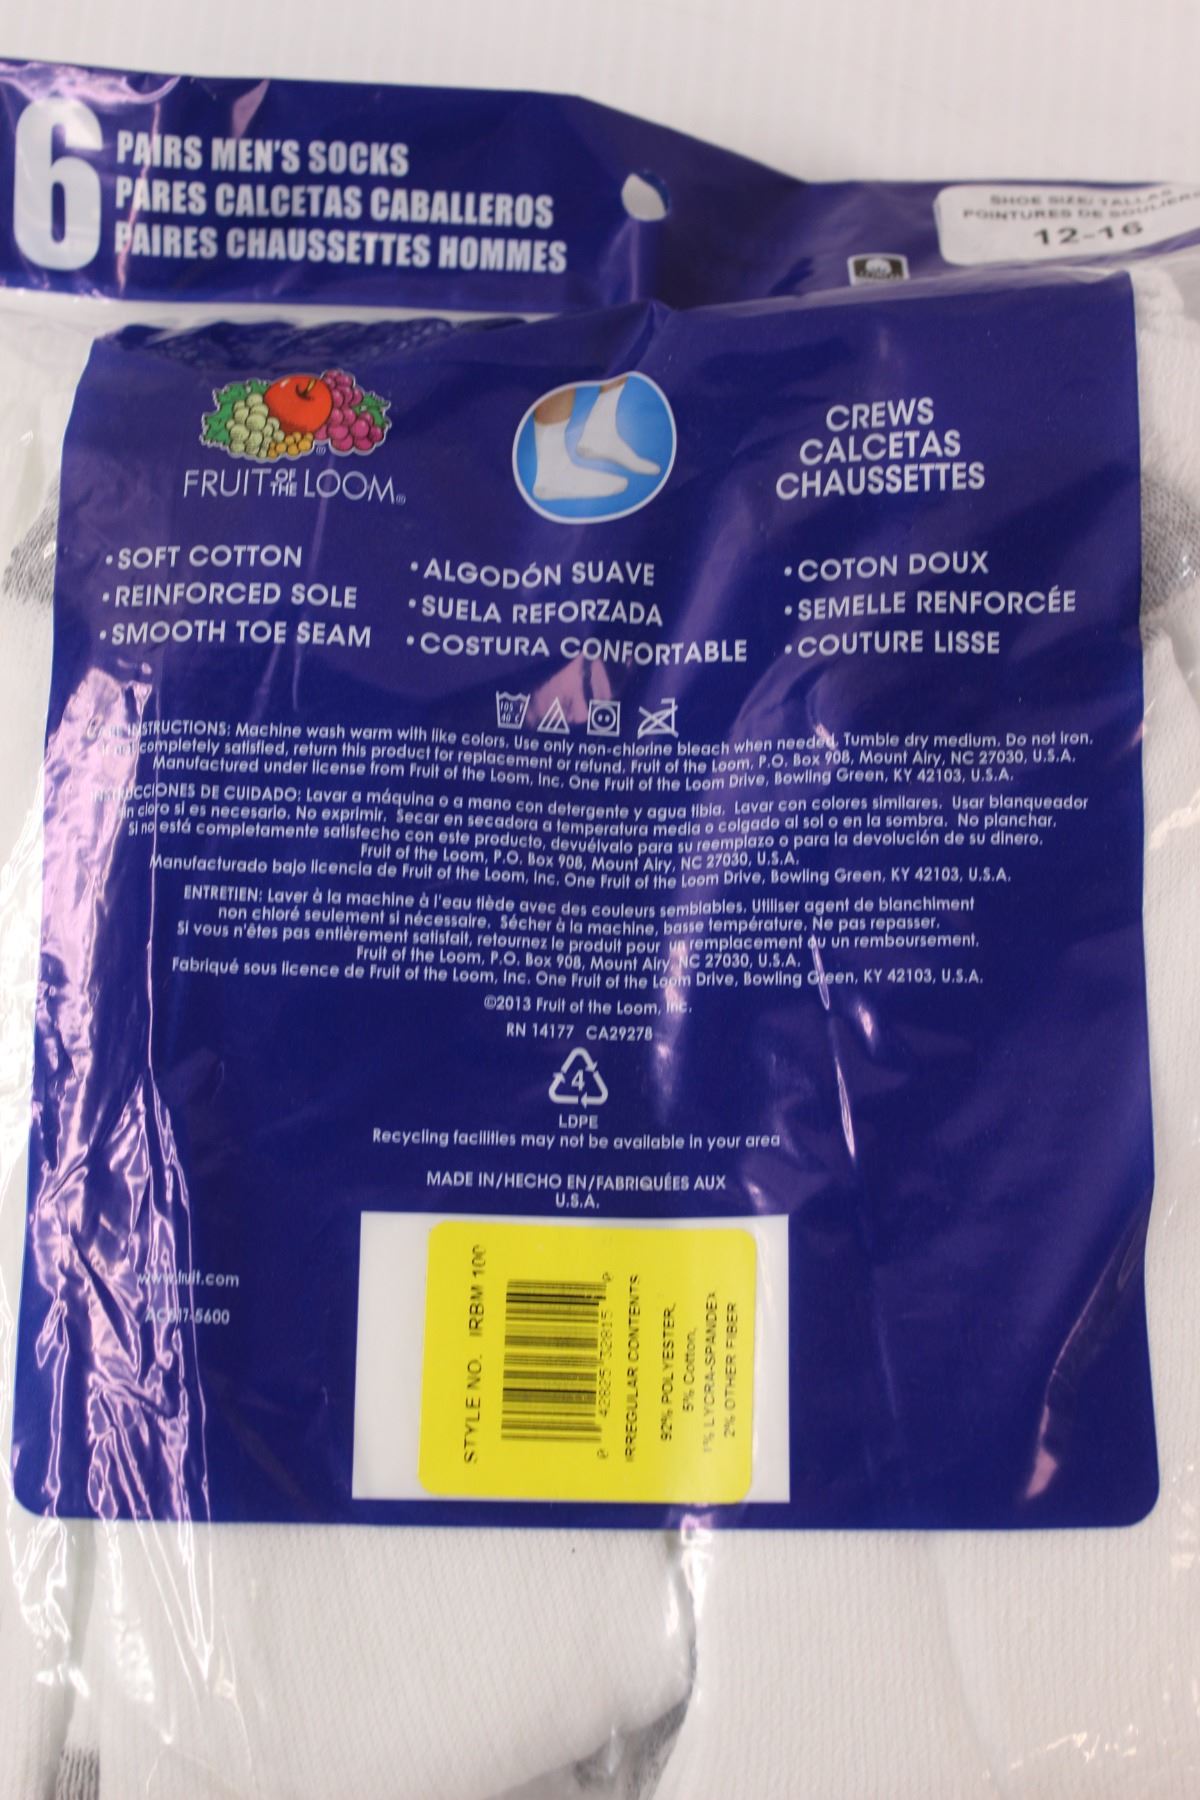 6
PAIRS MEN'S SOCKS
PARES CALCETAS CABALLEROS
PAIRES CHAUSSETTES HOMMES
SHOE SIZE/ TALLAS
POINTURES DE SOULIERS
12-16
FRUIT OF THE LOOM®
CREWS
CALCETAS
CHAUSSETTES
• SOFT COTTON
• REINFORCED SOLE
• SMOOTH TOE SEAM
• ALGODÓN SUAVE
• SUELA REFORZADA
• COSTURA CONFORTABLE
• COTON DOUX
• SEMELLE RENFORCÉE
• COUTURE LISSE
105 F
40 C
CARE INSTRUCTIONS: Machine wash warm with like colors. Use only non-chlorine bleach when needed. Tumble dry medium. Do not iron.
If not completely satisfied, return this product for replacement or refund. Fruit of the Loom, P.O. Box 908, Mount Airy, NC 27030, U.S.A.
Manufactured under license from Fruit of the Loom, Inc. One Fruit of the Loom Drive, Bowling Green, KY 42103, U.S.A.
INSTRUCCIONES DE CUIDADO: Lavar a máquina o a mano con detergente y agua tibia. Lavar con colores similares. Usar blanqueador
sin cloro si es necesario. No exprimir. Secar en secadora a temperatura media o colgado al sol o en la sombra. No planchar.
Si no está completamente satisfecho con este producto, devuélvalo para su reemplazo o para la devolución de su dinero.
Fruit of the Loom, P.O. Box 908, Mount Airy, NC 27030, U.S.A.
Manufacturado bajo licencia de Fruit of the Loom, Inc. One Fruit of the Loom Drive, Bowling Green, KY 42103, U.S.A.
ENTRETIEN: Laver à la machine à l'eau tiède avec des couleurs semblables. Utiliser agent de blanchiment
non chloré seulement si nécessaire. Sécher à la machine, basse température. Ne pas repasser.
Si vous n'êtes pas entièrement satisfait, retournez le produit pour un remplacement ou un remboursement.
Fruit of the Loom, P.O. Box 908, Mount Airy, NC 27030, U.S.A.
Fabriqué sous licence de Fruit of the Loom, Inc. One Fruit of the Loom Drive, Bowling Green, KY 42103, U.S.A.
©2013 Fruit of the Loom, Inc.
RN 14177 CA29278
4
LDPE
Recycling facilities may not be available in your area
MADE IN/HECHO EN/FABRIQUÉES AUX
U.S.A.
www.fruit.com
STYLE NO. IRBM 100
0 42825 32815 0
IRREGULAR CONTENTS
92% POLYESTER,
5% Cotton,
1% LYCRA-SPANDEX
2% OTHER FIBER